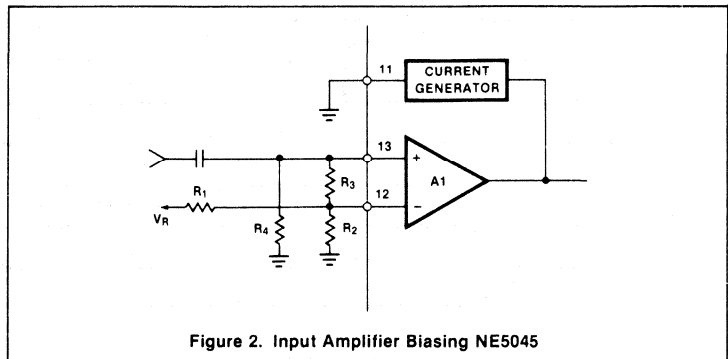 11
CURRENT
GENERATOR
13
+
A1
R3
12
R1
−
VR
R4
R2
Figure 2. Input Amplifier Biasing NE5045